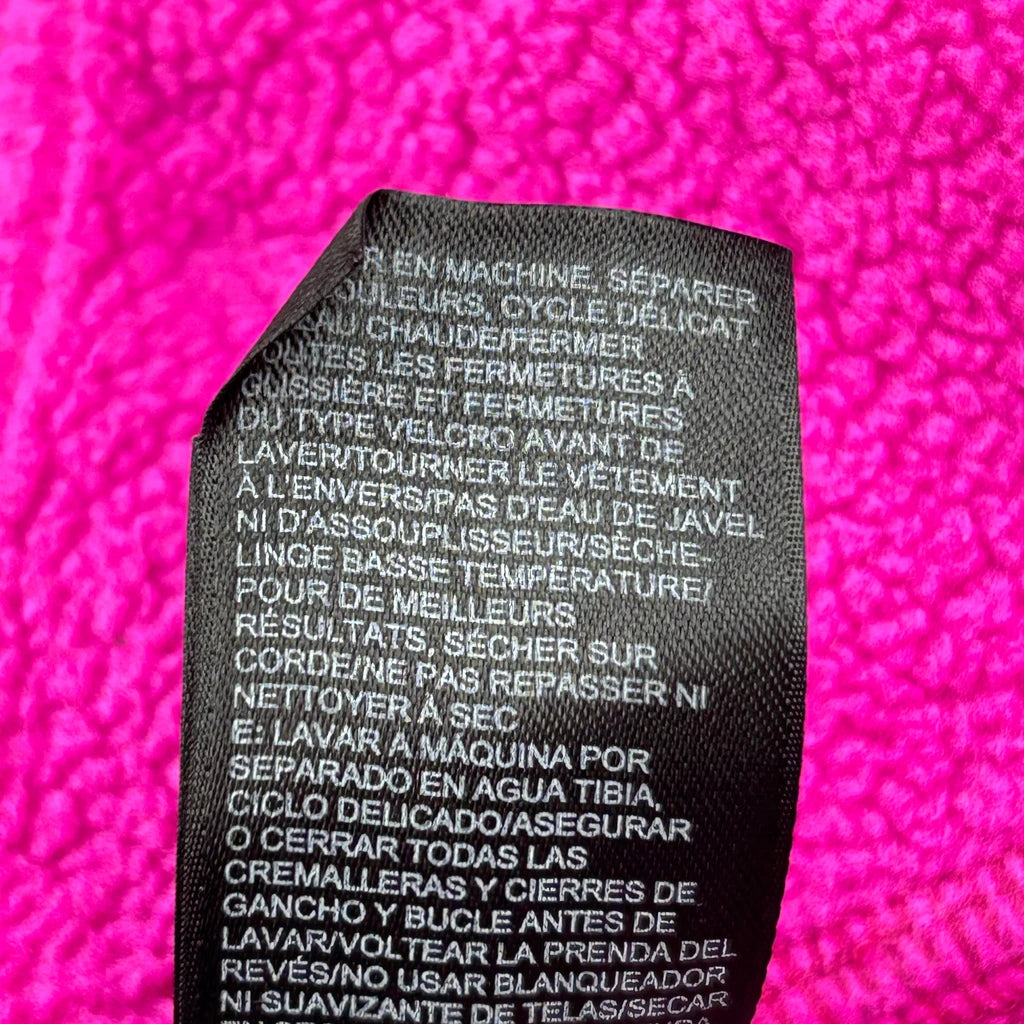 R EN MACHINE, SÉPARER
OULEURS, CYCLE DÉLICAT,
AU CHAUDE/FERMER
TOUTES LES FERMETURES À
GLISSIÈRE ET FERMETURES
DU TYPE VELCRO AVANT DE
LAVER/TOURNER LE VÊTEMENT
À L'ENVERS/PAS D'EAU DE JAVEL
NI D'ASSOUPLISSEUR/SÈCHE-
LINGE BASSE TEMPÉRATURE/
POUR DE MEILLEURS
RÉSULTATS, SÉCHER SUR
CORDE/NE PAS REPASSER NI
NETTOYER À SEC
E: LAVAR A MÁQUINA POR
SEPARADO EN AGUA TIBIA,
CICLO DELICADO/ASEGURAR
O CERRAR TODAS LAS
CREMALLERAS Y CIERRES DE
GANCHO Y BUCLE ANTES DE
LAVAR/VOLTEAR LA PRENDA DEL
REVÉS/NO USAR BLANQUEADOR
NI SUAVIZANTE DE TELAS/SECAR